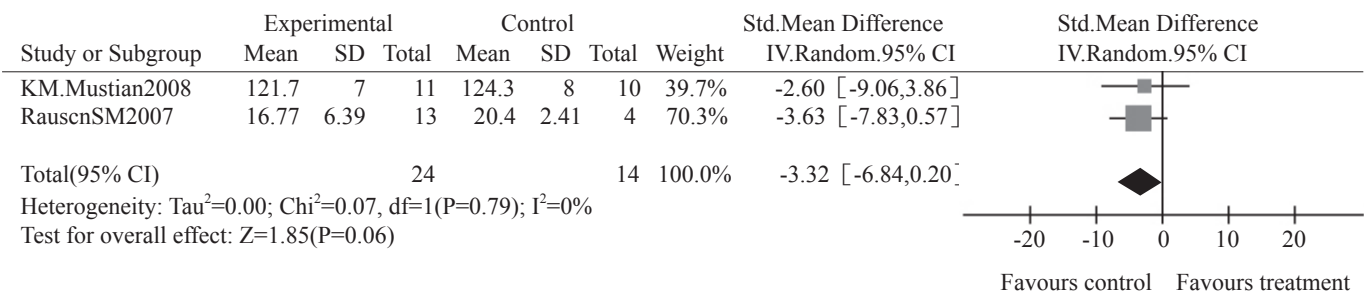 Experimental Control Std.Mean Difference Std.Mean Difference
Study or Subgroup Mean SD Total Mean SD Total Weight IV.Random.95% CI IV.Random.95% CI
KM.Mustian2008 121.7 7 11 124.3 8 10 39.7% -2.60 [-9.06,3.86]
RauscnSM2007 16.77 6.39 13 20.4 2.41 4 70.3% -3.63 [-7.83,0.57]
Total(95% CI) 24 14 100.0% -3.32 [-6.84,0.20]
Heterogeneity: Tau²=0.00; Chi²=0.07, df=1(P=0.79); I²=0%
Test for overall effect: Z=1.85(P=0.06)
-20 -10 0 10 20
Favours control Favours treatment